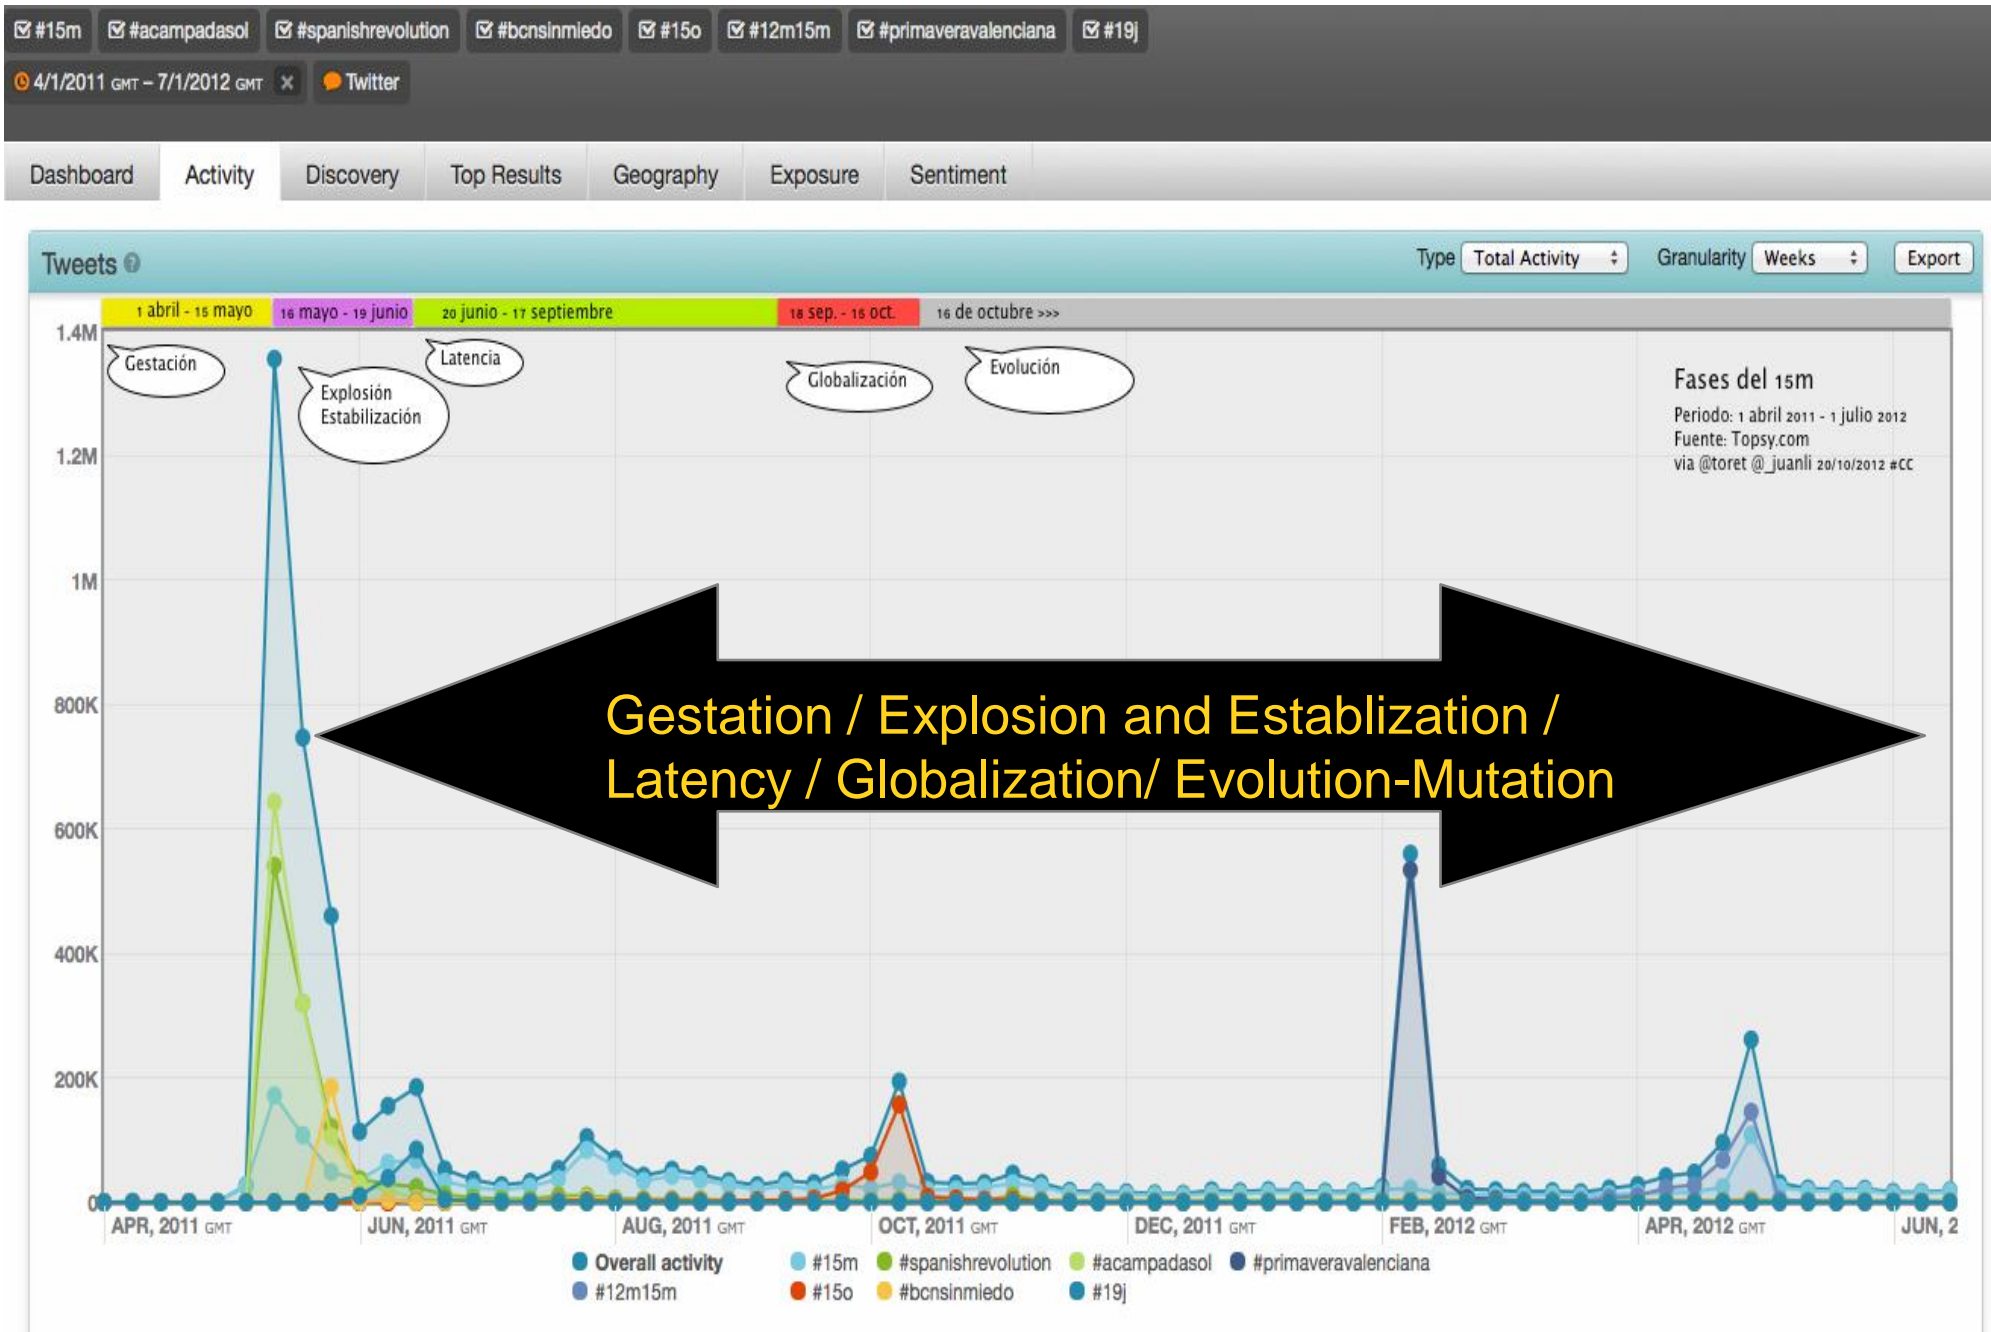 #15m #acampadasol #spanishrevolution #bcnsinmiedo #15o #12m15m #primaveravalenciana #19j
4/1/2011 GMT – 7/1/2012 GMT × Twitter
Dashboard Activity Discovery Top Results Geography Exposure Sentiment
Tweets ? Type Total Activity Granularity Weeks Export
1 abril - 15 mayo 16 mayo - 19 junio 20 junio - 17 septiembre 18 sep. - 15 oct. 16 de octubre >>>
1.4M
Gestación
Explosión
Estabilización
Latencia
Globalización
Evolución
Fases del 15m
Periodo: 1 abril 2011 - 1 julio 2012
Fuente: Topsy.com
via @toret @_juanli 20/10/2012 #CC
1.2M
1M
800K
Gestation / Explosion and Establization /
Latency / Globalization/ Evolution-Mutation
600K
400K
200K
0
APR, 2011 GMT JUN, 2011 GMT AUG, 2011 GMT OCT, 2011 GMT DEC, 2011 GMT FEB, 2012 GMT APR, 2012 GMT JUN, 2
Overall activity #15m #spanishrevolution #acampadasol #primaveravalenciana
#12m15m #15o #bcnsinmiedo #19j